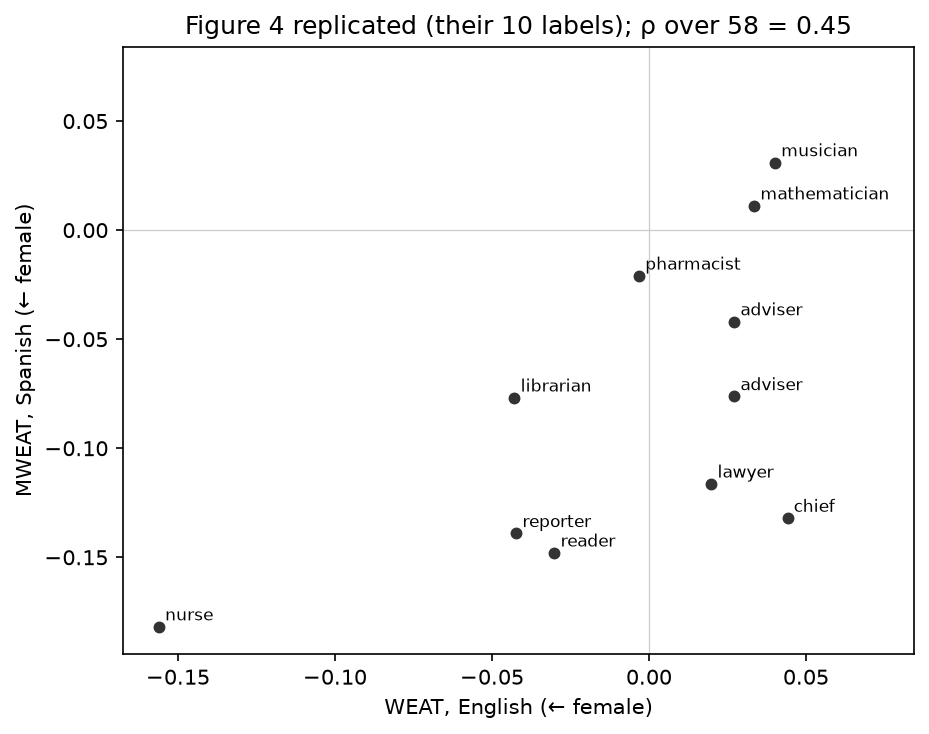 Figure 4 replicated (their 10 labels); ρ over 58 = 0.45
MWEAT, Spanish (← female)
0.05
0.00
−0.05
−0.10
−0.15
musician
mathematician
pharmacist
adviser
librarian
adviser
lawyer
chief
reporter
reader
nurse
−0.15
−0.10
−0.05
0.00
0.05
WEAT, English (← female)